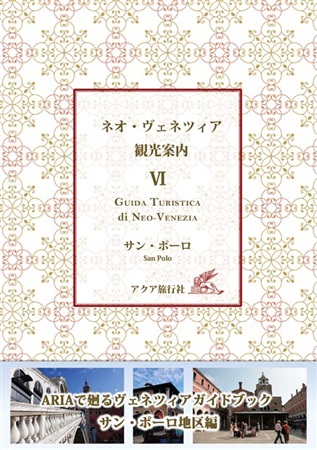 ネオ・ヴェネツィア
観光案内
Ⅵ
GUIDA TURISTICA
di NEO-VENEZIA
サン・ポーロ
San Polo
アクア旅行社
ARIAで廻るヴェネツィアガイドブック
サン・ポーロ地区編